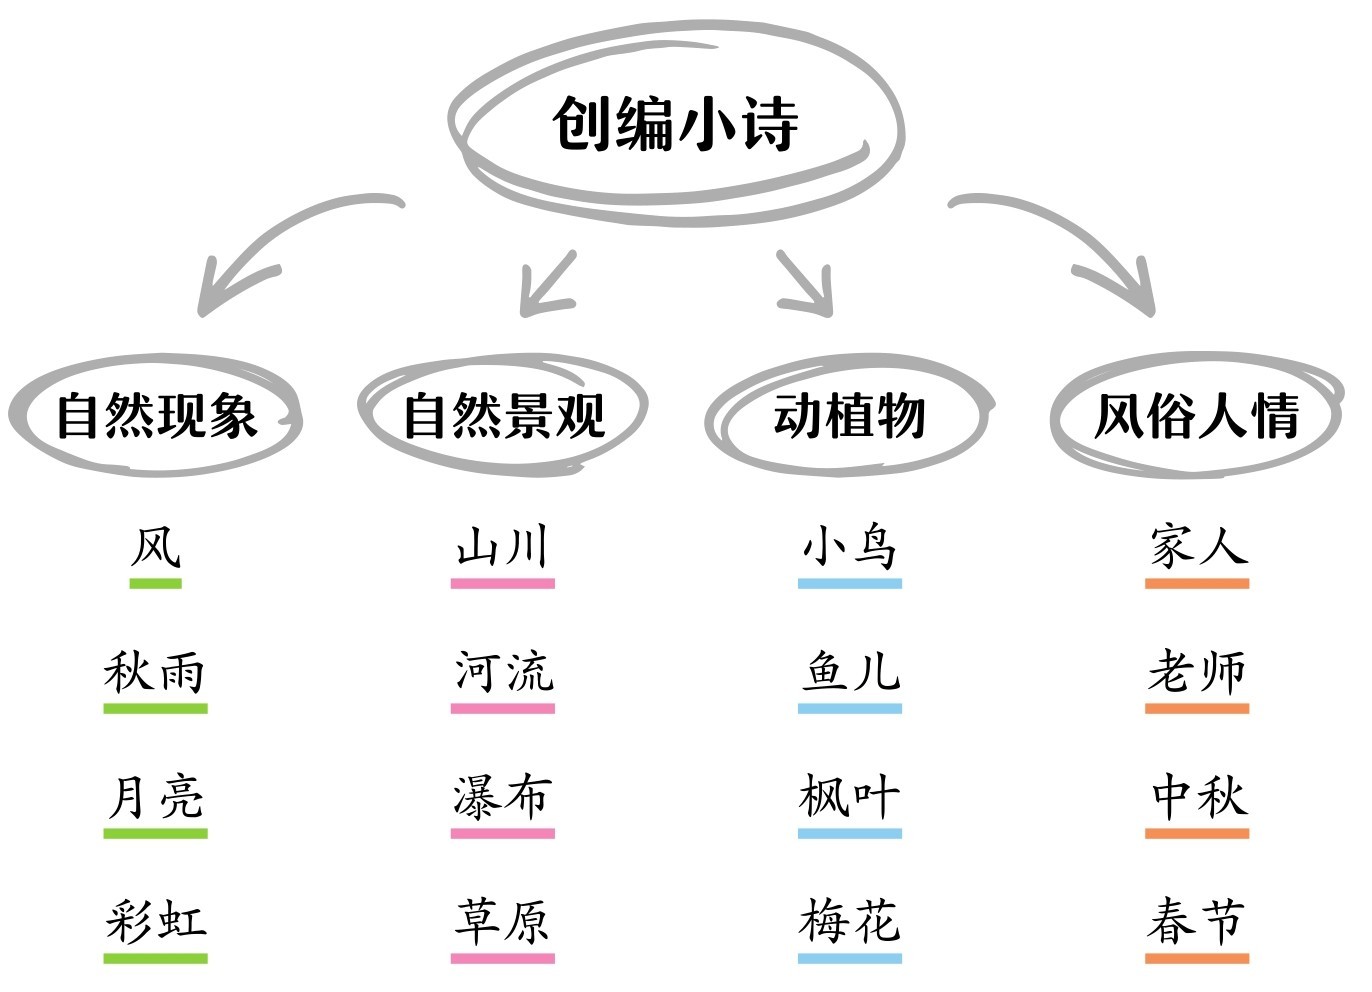 创编小诗
自然现象
自然景观
动植物
风俗人情
风
山川
小鸟
家人
秋雨
河流
鱼儿
老师
月亮
瀑布
枫叶
中秋
彩虹
草原
梅花
春节